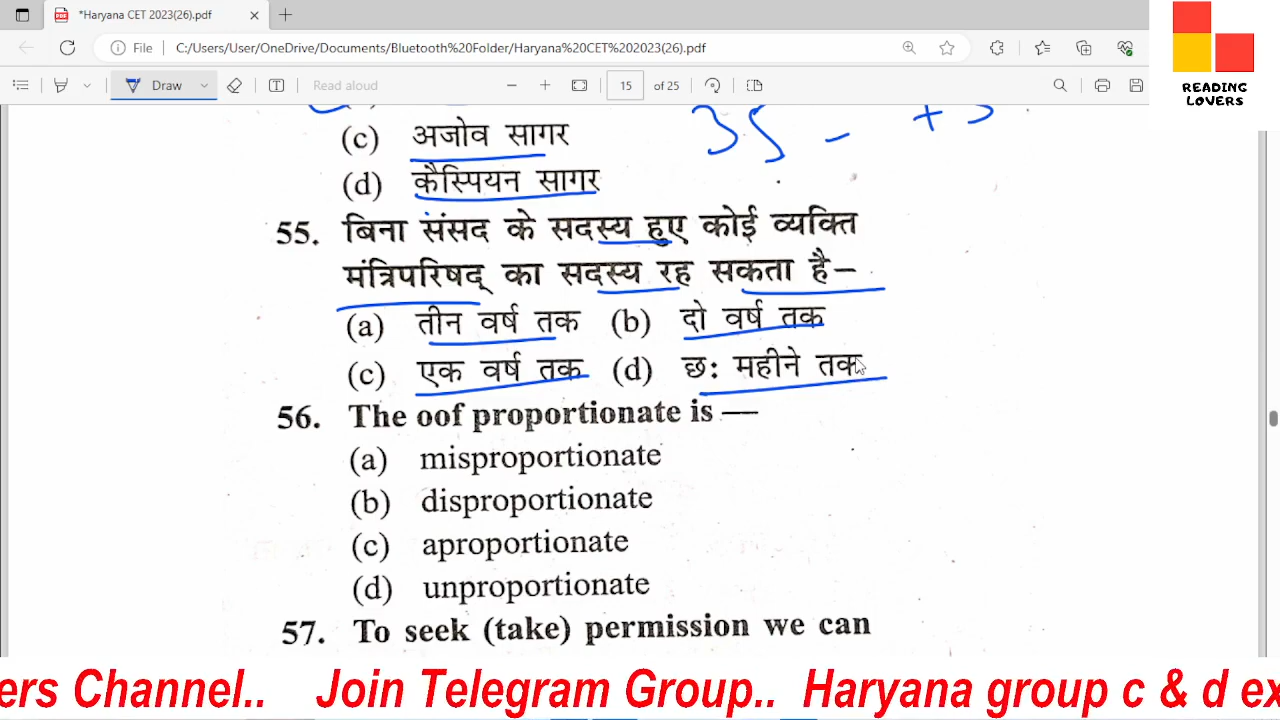 *Haryana CET 2023(26).pdf
File C:/Users/User/OneDrive/Documents/Bluetooth%20Folder/Haryana%20CET%202023(26).pdf
READING
LOVERS
Draw Read aloud 15 of 25
35 - +3
(c) अजोव सागर
(d) कैस्पियन सागर
55. बिना संसद के सदस्य हुए कोई व्यक्ति
मंत्रिपरिषद् का सदस्य रह सकता है–
(a) तीन वर्ष तक (b) दो वर्ष तक
(c) एक वर्ष तक (d) छः महीने तक
56. The oof proportionate is —
(a) misproportionate
(b) disproportionate
(c) aproportionate
(d) unproportionate
57. To seek (take) permission we can
ers Channel.. Join Telegram Group.. Haryana group c & d ex